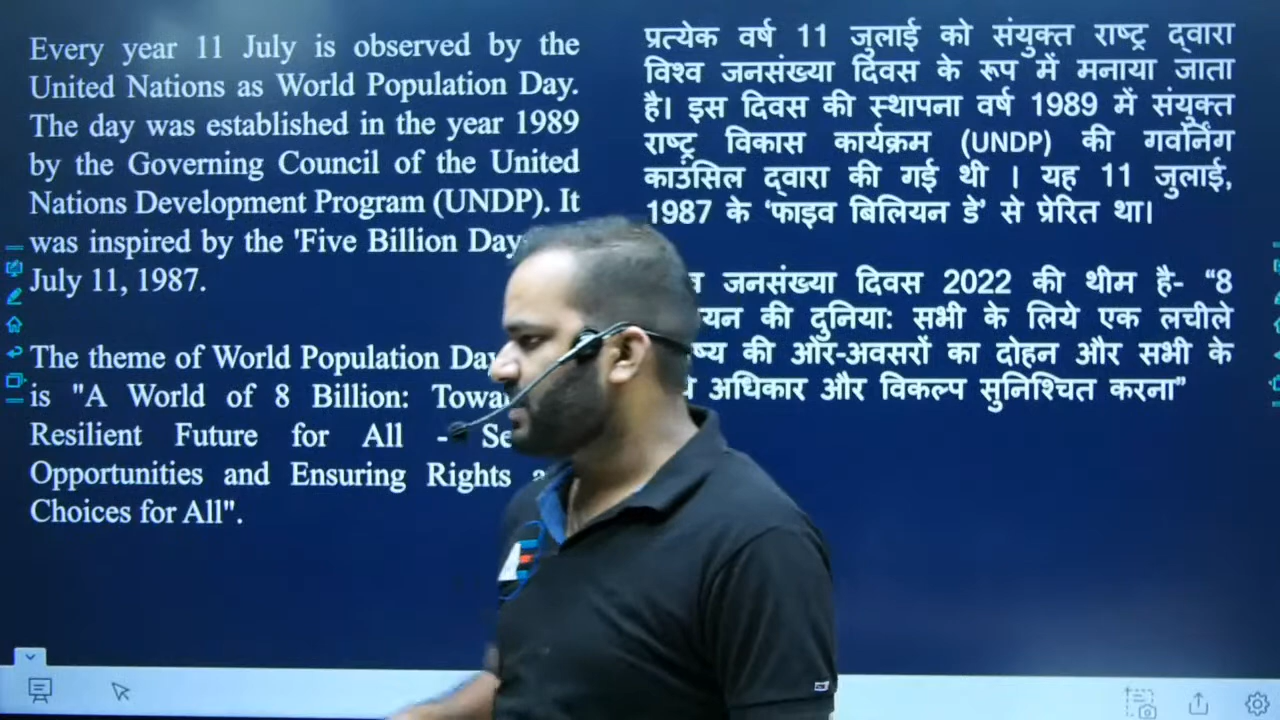 Every year 11 July is observed by the
United Nations as World Population Day.
The day was established in the year 1989
by the Governing Council of the United
Nations Development Program (UNDP). It
was inspired by the 'Five Billion Day
July 11, 1987.
The theme of World Population Day
is "A World of 8 Billion:
Resilient Future for All -
Opportunities and Ensuring Rights
Choices for All".
प्रत्येक वर्ष 11 जुलाई को संयुक्त राष्ट्र द्वारा
विश्व जनसंख्या दिवस के रूप में मनाया जाता
है। इस दिवस की स्थापना वर्ष 1989 में संयुक्त
राष्ट्र विकास कार्यक्रम (UNDP) की गवर्निंग
काउंसिल द्वारा की गई थी । यह 11 जुलाई,
1987 के ‘फाइव बिलियन डे’ से प्रेरित था।
जनसंख्या दिवस 2022 की थीम है- “8
की दुनिया: सभी के लिये एक लचीले
की ओर-अवसरों का दोहन और सभी के
अधिकार और विकल्प सुनिश्चित करना”